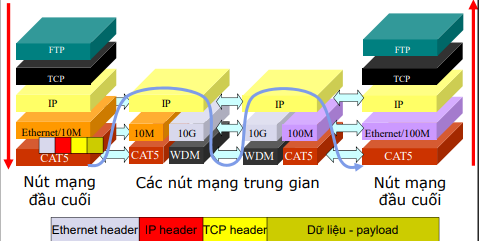 FTP
TCP
IP
Ethernet/10M
CAT5
IP
10M
10G
CAT5
WDM
IP
10G
100M
WDM
CAT5
FTP
TCP
IP
Ethernet/100M
CAT5
Nút mạng
đầu cuối
Các nút mạng trung gian
Nút mạng
đầu cuối
Ethernet header
IP header
TCP header
Dữ liệu - payload